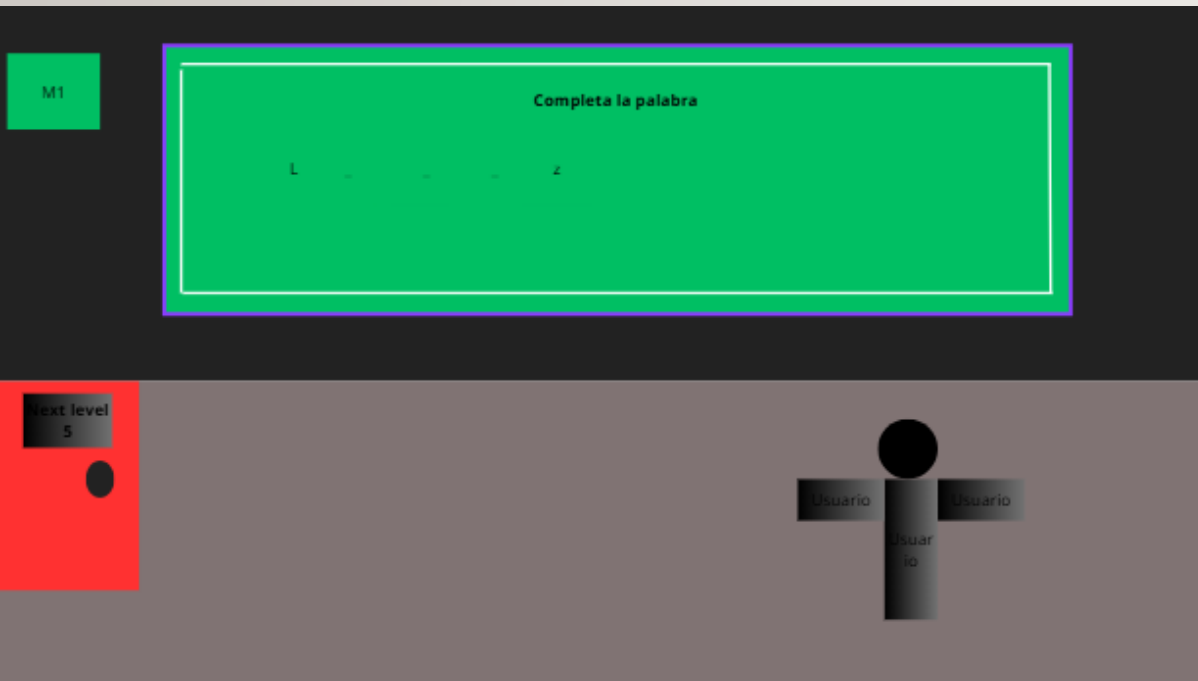 M1
Completa la palabra
L _ _ _ z
Next level
5
Usuario
Usuario
Usuar
io